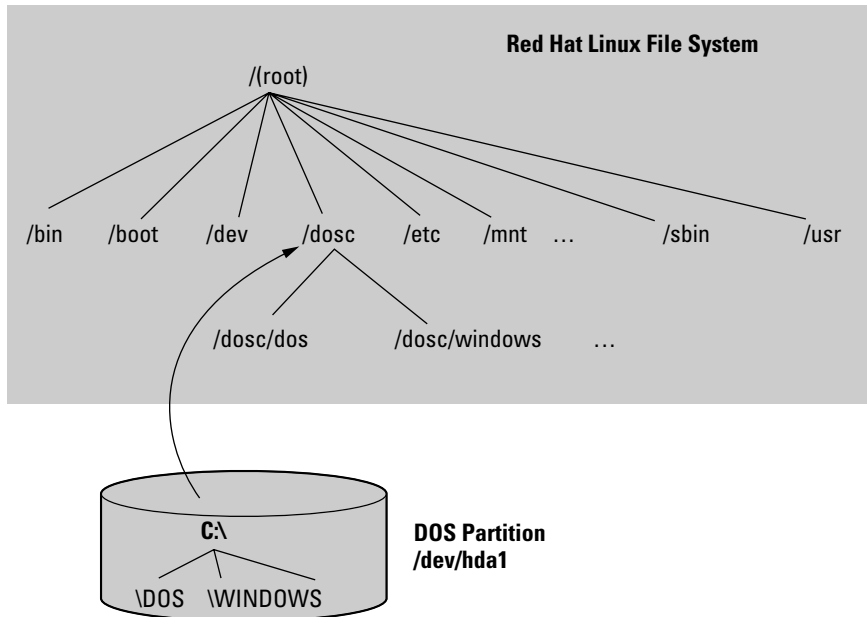 Red Hat Linux File System
/(root)
/bin /boot /dev /dosc /etc /mnt … /sbin /usr
/dosc/dos /dosc/windows …
C:\
\DOS \WINDOWS
DOS Partition
/dev/hda1